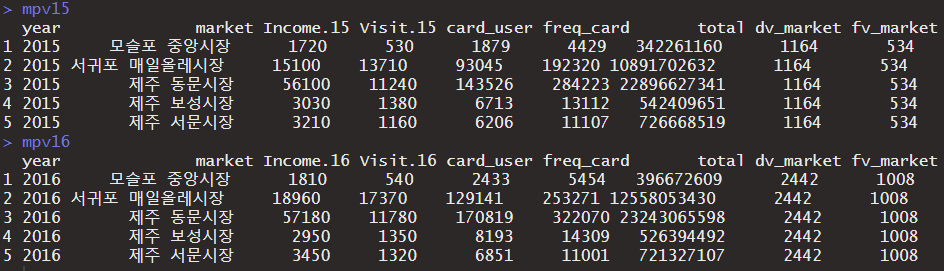 > mpv15
year market Income.15 Visit.15 card_user freq_card total dv_market fv_market
1 2015 모슬포 중앙시장 1720 530 1879 4429 342261160 1164 534
2 2015 서귀포 매일올레시장 15100 13710 93045 192320 10891702632 1164 534
3 2015 제주 동문시장 56100 11240 143526 284223 22896627341 1164 534
4 2015 제주 보성시장 3030 1380 6713 13112 542409651 1164 534
5 2015 제주 서문시장 3210 1160 6206 11107 726668519 1164 534
> mpv16
year market Income.16 Visit.16 card_user freq_card total dv_market fv_market
1 2016 모슬포 중앙시장 1810 540 2433 5454 396672609 2442 1008
2 2016 서귀포 매일올레시장 18960 17370 129141 253271 12558053430 2442 1008
3 2016 제주 동문시장 57180 11780 170819 322070 23243065598 2442 1008
4 2016 제주 보성시장 2950 1350 8193 14309 526394492 2442 1008
5 2016 제주 서문시장 3450 1320 6851 11001 721327107 2442 1008